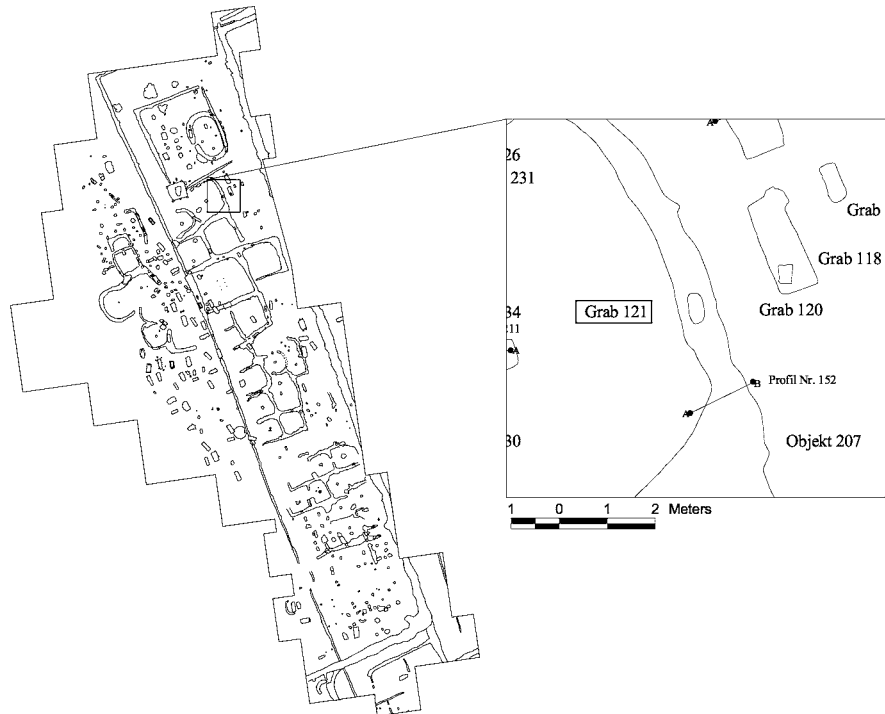 A
26
231
Grab
Grab 118
34
211
Grab 121
Grab 120
A
B Profil Nr. 152
A
30
Objekt 207
1 0 1 2 Meters